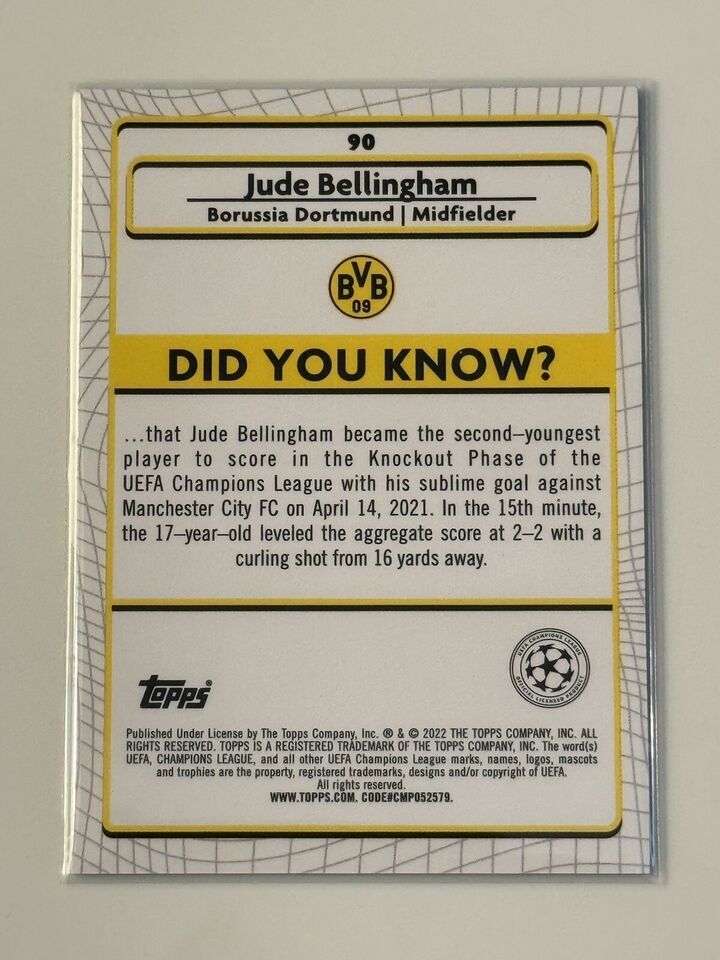 90
Jude Bellingham
Borussia Dortmund | Midfielder
BVB
09
DID YOU KNOW?
...that Jude Bellingham became the second–youngest
player to score in the Knockout Phase of the
UEFA Champions League with his sublime goal against
Manchester City FC on April 14, 2021. In the 15th minute,
the 17–year–old leveled the aggregate score at 2–2 with a
curling shot from 16 yards away.
UEFA CHAMPIONS LEAGUE
OFFICIAL LICENSED PRODUCT
Topps®
Published Under License by The Topps Company, Inc. ® & © 2022 THE TOPPS COMPANY, INC. ALL
RIGHTS RESERVED. TOPPS IS A REGISTERED TRADEMARK OF THE TOPPS COMPANY, INC. The word(s)
UEFA, CHAMPIONS LEAGUE, and all other UEFA Champions League marks, names, logos, mascots
and trophies are the property, registered trademarks, designs and/or copyright of UEFA.
All rights reserved.
WWW.TOPPS.COM. CODE#CMP052579.